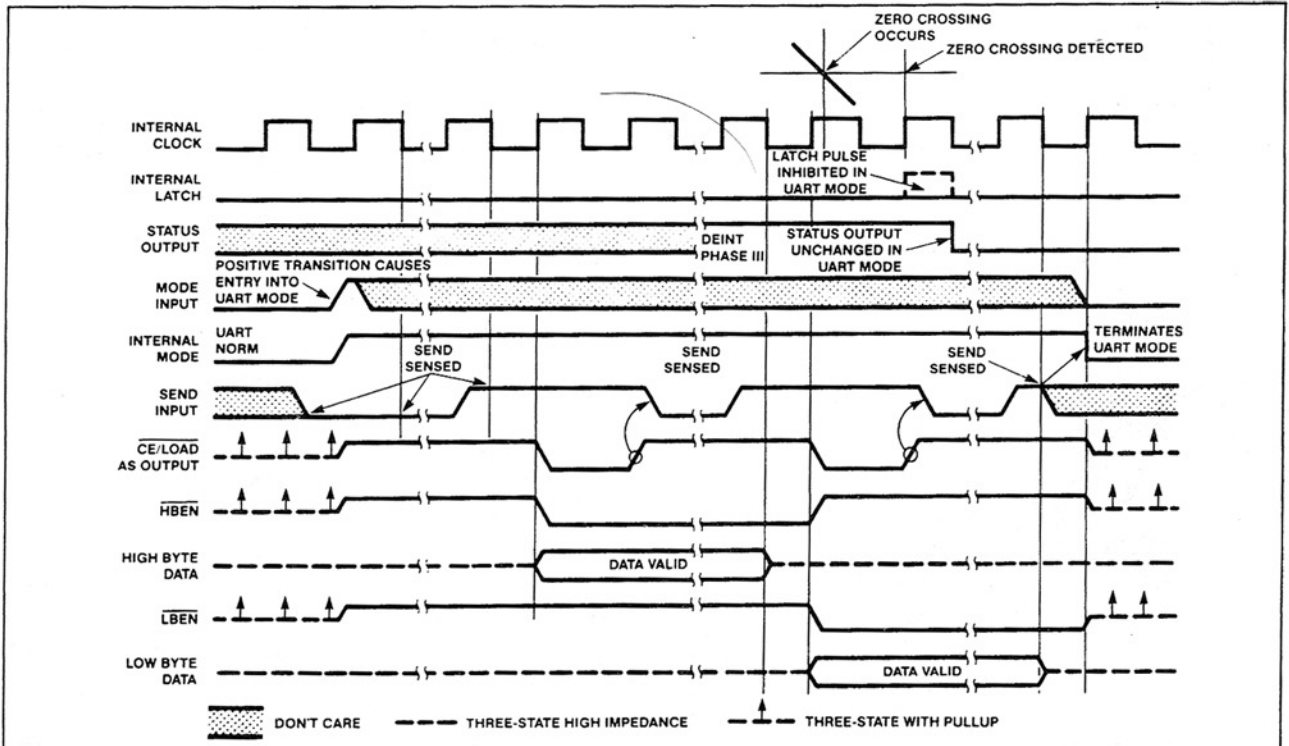 ZERO CROSSING
OCCURS
ZERO CROSSING DETECTED
INTERNAL
CLOCK
LATCH PULSE
INHIBITED IN
UART MODE
INTERNAL
LATCH
STATUS
OUTPUT
DEINT
PHASE III
STATUS OUTPUT
UNCHANGED IN
UART MODE
POSITIVE TRANSITION CAUSES
ENTRY INTO
UART MODE
MODE
INPUT
INTERNAL
MODE
UART
NORM
SEND
SENSED
SEND
SENSED
SEND
SENSED
TERMINATES
UART MODE
SEND
INPUT
CE/LOAD
AS OUTPUT
HBEN
HIGH BYTE
DATA
DATA VALID
LBEN
LOW BYTE
DATA
DATA VALID
DON'T CARE
THREE-STATE HIGH IMPEDANCE
THREE-STATE WITH PULLUP